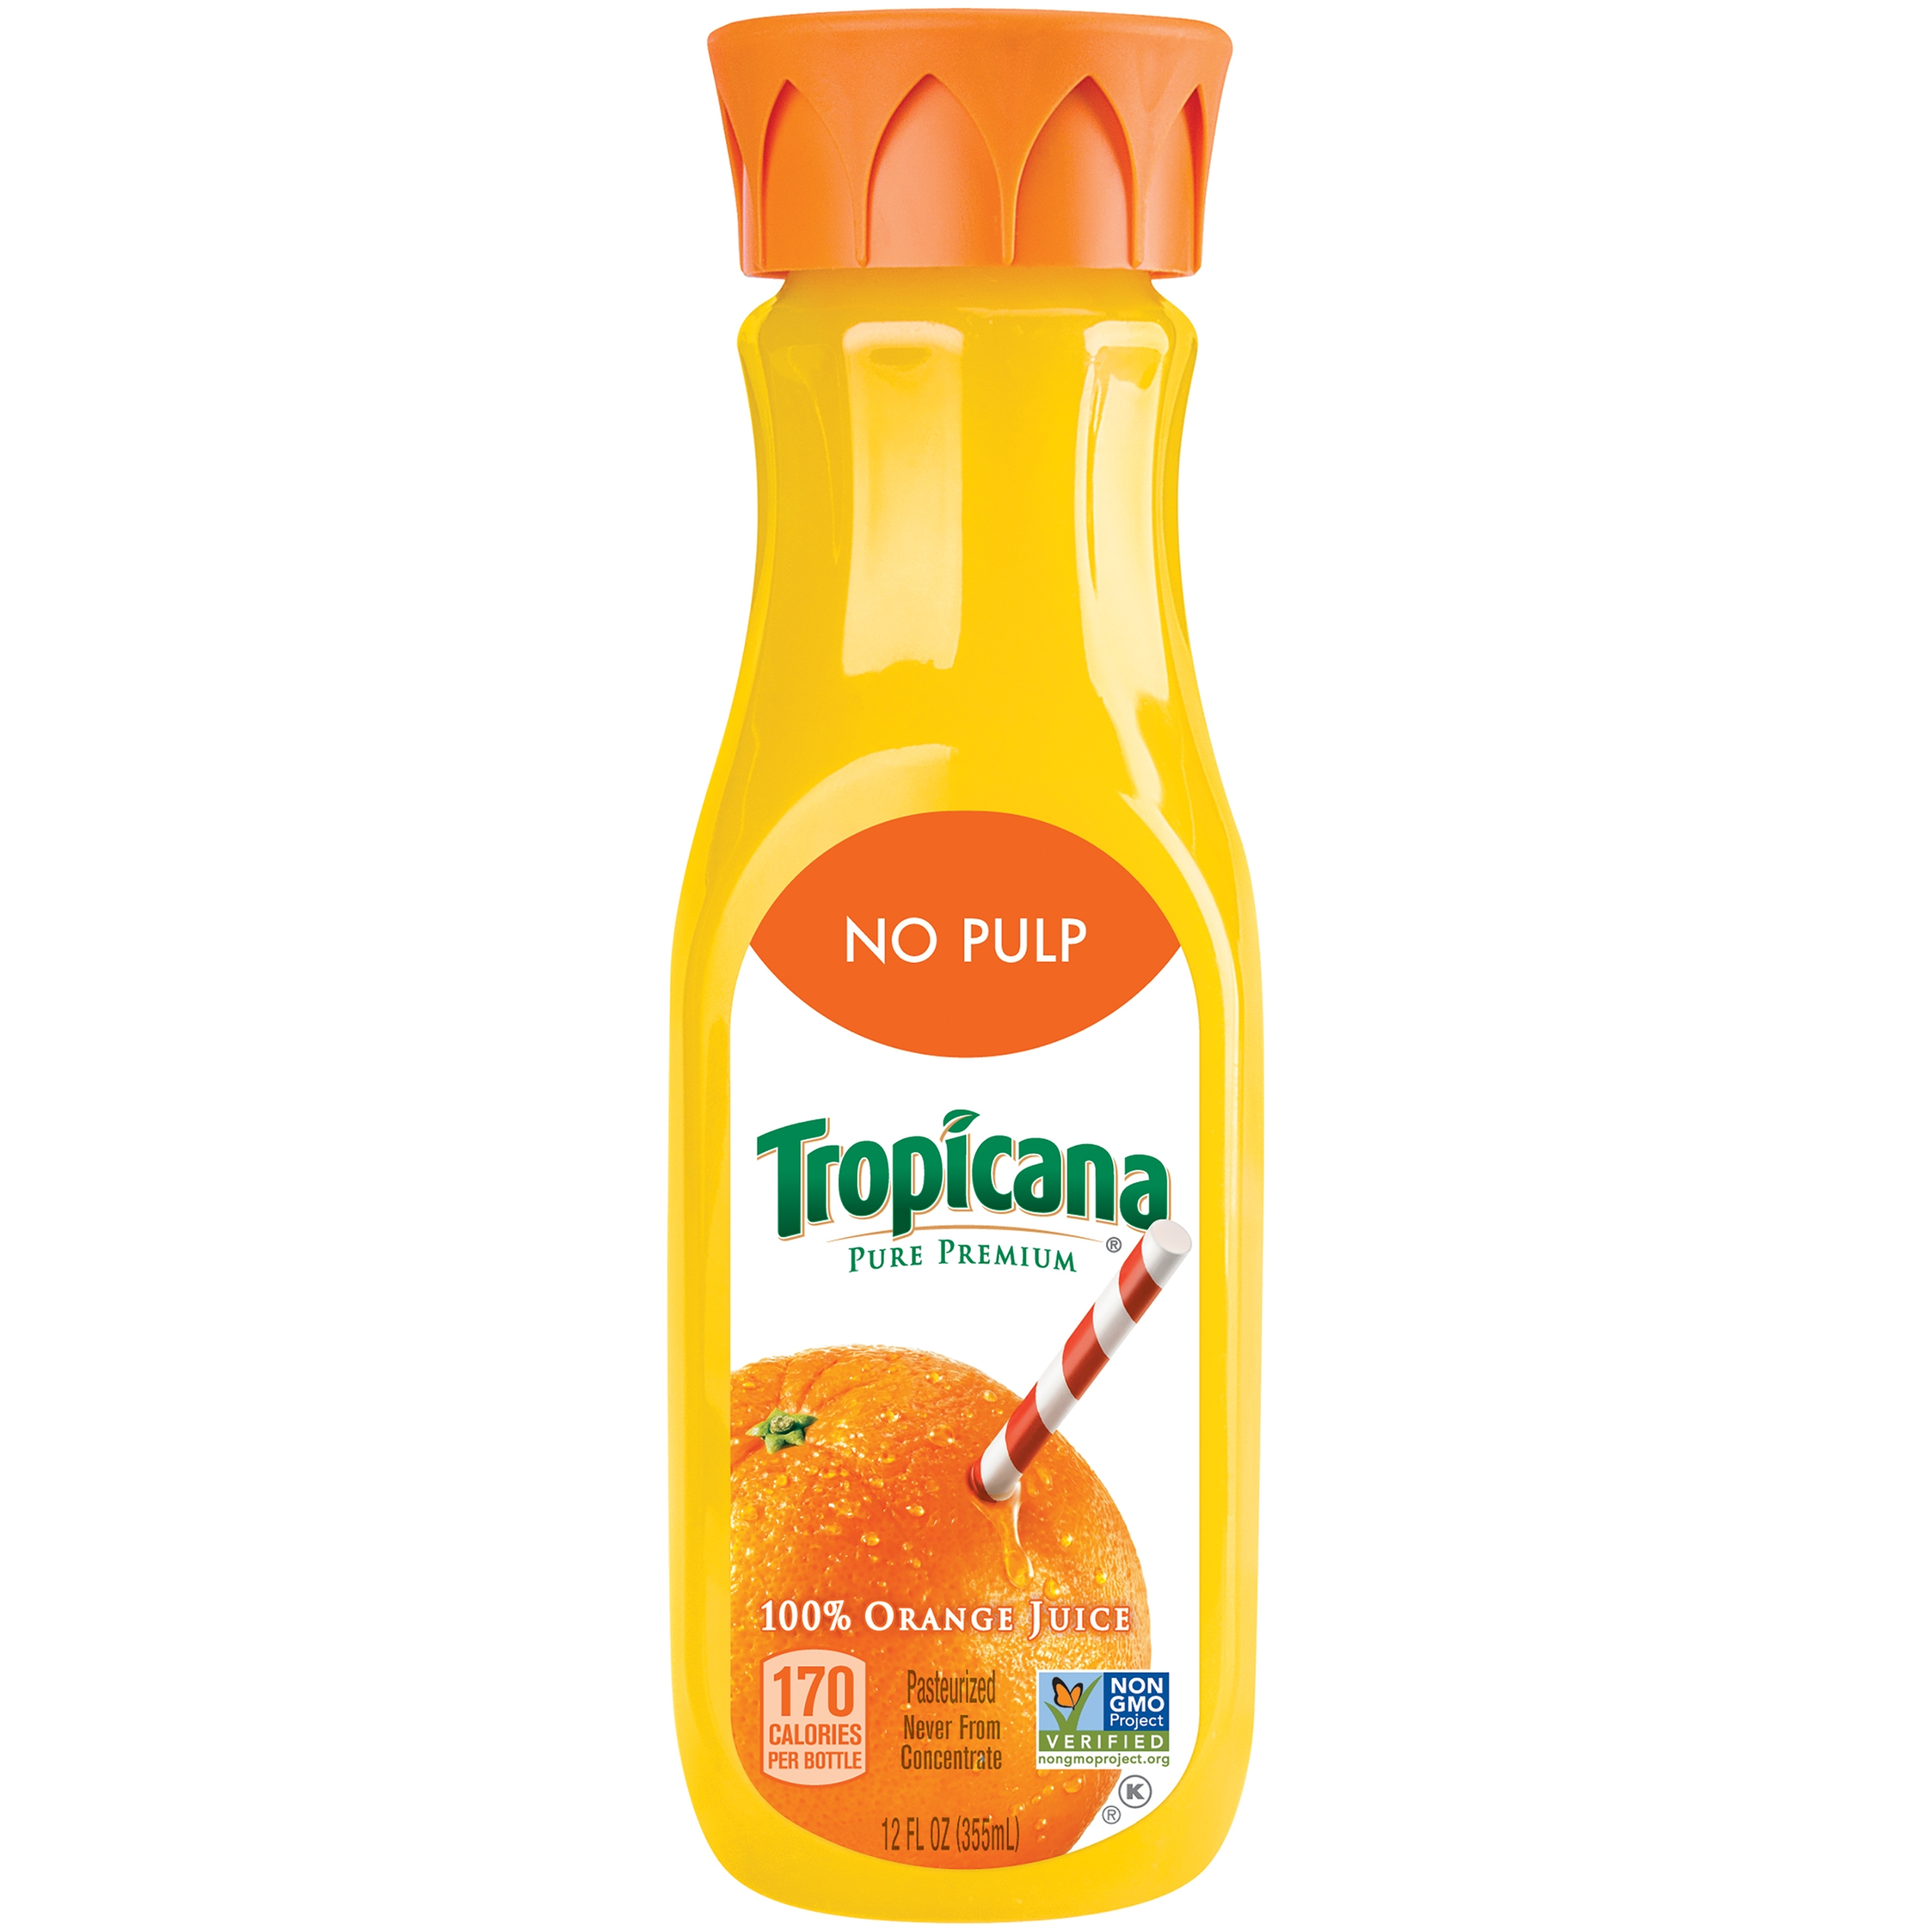 NO PULP
Tropicana
PURE PREMIUM ®
100% ORANGE JUICE
170
CALORIES
PER BOTTLE
Pasteurized
Never From
Concentrate
NON
GMO
Project
VERIFIED
nongmoproject.org
K
®
12 FL OZ (355mL)